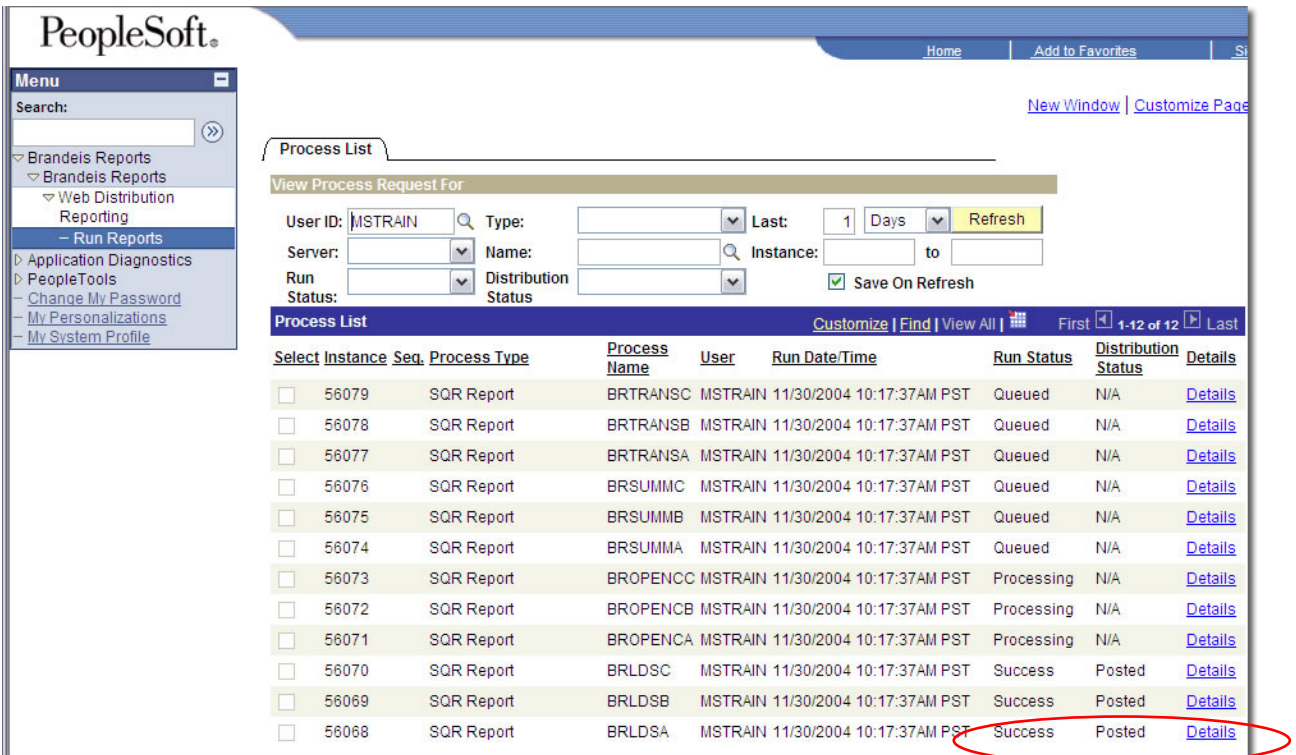 PeopleSoft®
Home
Add to Favorites
Menu
Search:
New Window | Customize Page
Brandeis Reports
Brandeis Reports
Web Distribution
Reporting
Run Reports
Application Diagnostics
PeopleTools
Change My Password
My Personalizations
My System Profile
Process List
View Process Request For
User ID: MSTRAIN Type: Last: 1 Days Refresh
Server: Name: Instance: to
Run Status: Distribution Status Save On Refresh
Process List Customize | Find | View All | First 1-12 of 12 Last
Select Instance Seq. Process Type Process Name User Run Date/Time Run Status Distribution Status Details
56079 SQR Report BRTRANSC MSTRAIN 11/30/2004 10:17:37AM PST Queued N/A Details
56078 SQR Report BRTRANSB MSTRAIN 11/30/2004 10:17:37AM PST Queued N/A Details
56077 SQR Report BRTRANSA MSTRAIN 11/30/2004 10:17:37AM PST Queued N/A Details
56076 SQR Report BRSUMMC MSTRAIN 11/30/2004 10:17:37AM PST Queued N/A Details
56075 SQR Report BRSUMMB MSTRAIN 11/30/2004 10:17:37AM PST Queued N/A Details
56074 SQR Report BRSUMMA MSTRAIN 11/30/2004 10:17:37AM PST Queued N/A Details
56073 SQR Report BROPENCC MSTRAIN 11/30/2004 10:17:37AM PST Processing N/A Details
56072 SQR Report BROPENCB MSTRAIN 11/30/2004 10:17:37AM PST Processing N/A Details
56071 SQR Report BROPENCA MSTRAIN 11/30/2004 10:17:37AM PST Processing N/A Details
56070 SQR Report BRLDSC MSTRAIN 11/30/2004 10:17:37AM PST Success Posted Details
56069 SQR Report BRLDSB MSTRAIN 11/30/2004 10:17:37AM PST Success Posted Details
56068 SQR Report BRLDSA MSTRAIN 11/30/2004 10:17:37AM PST Success Posted Details